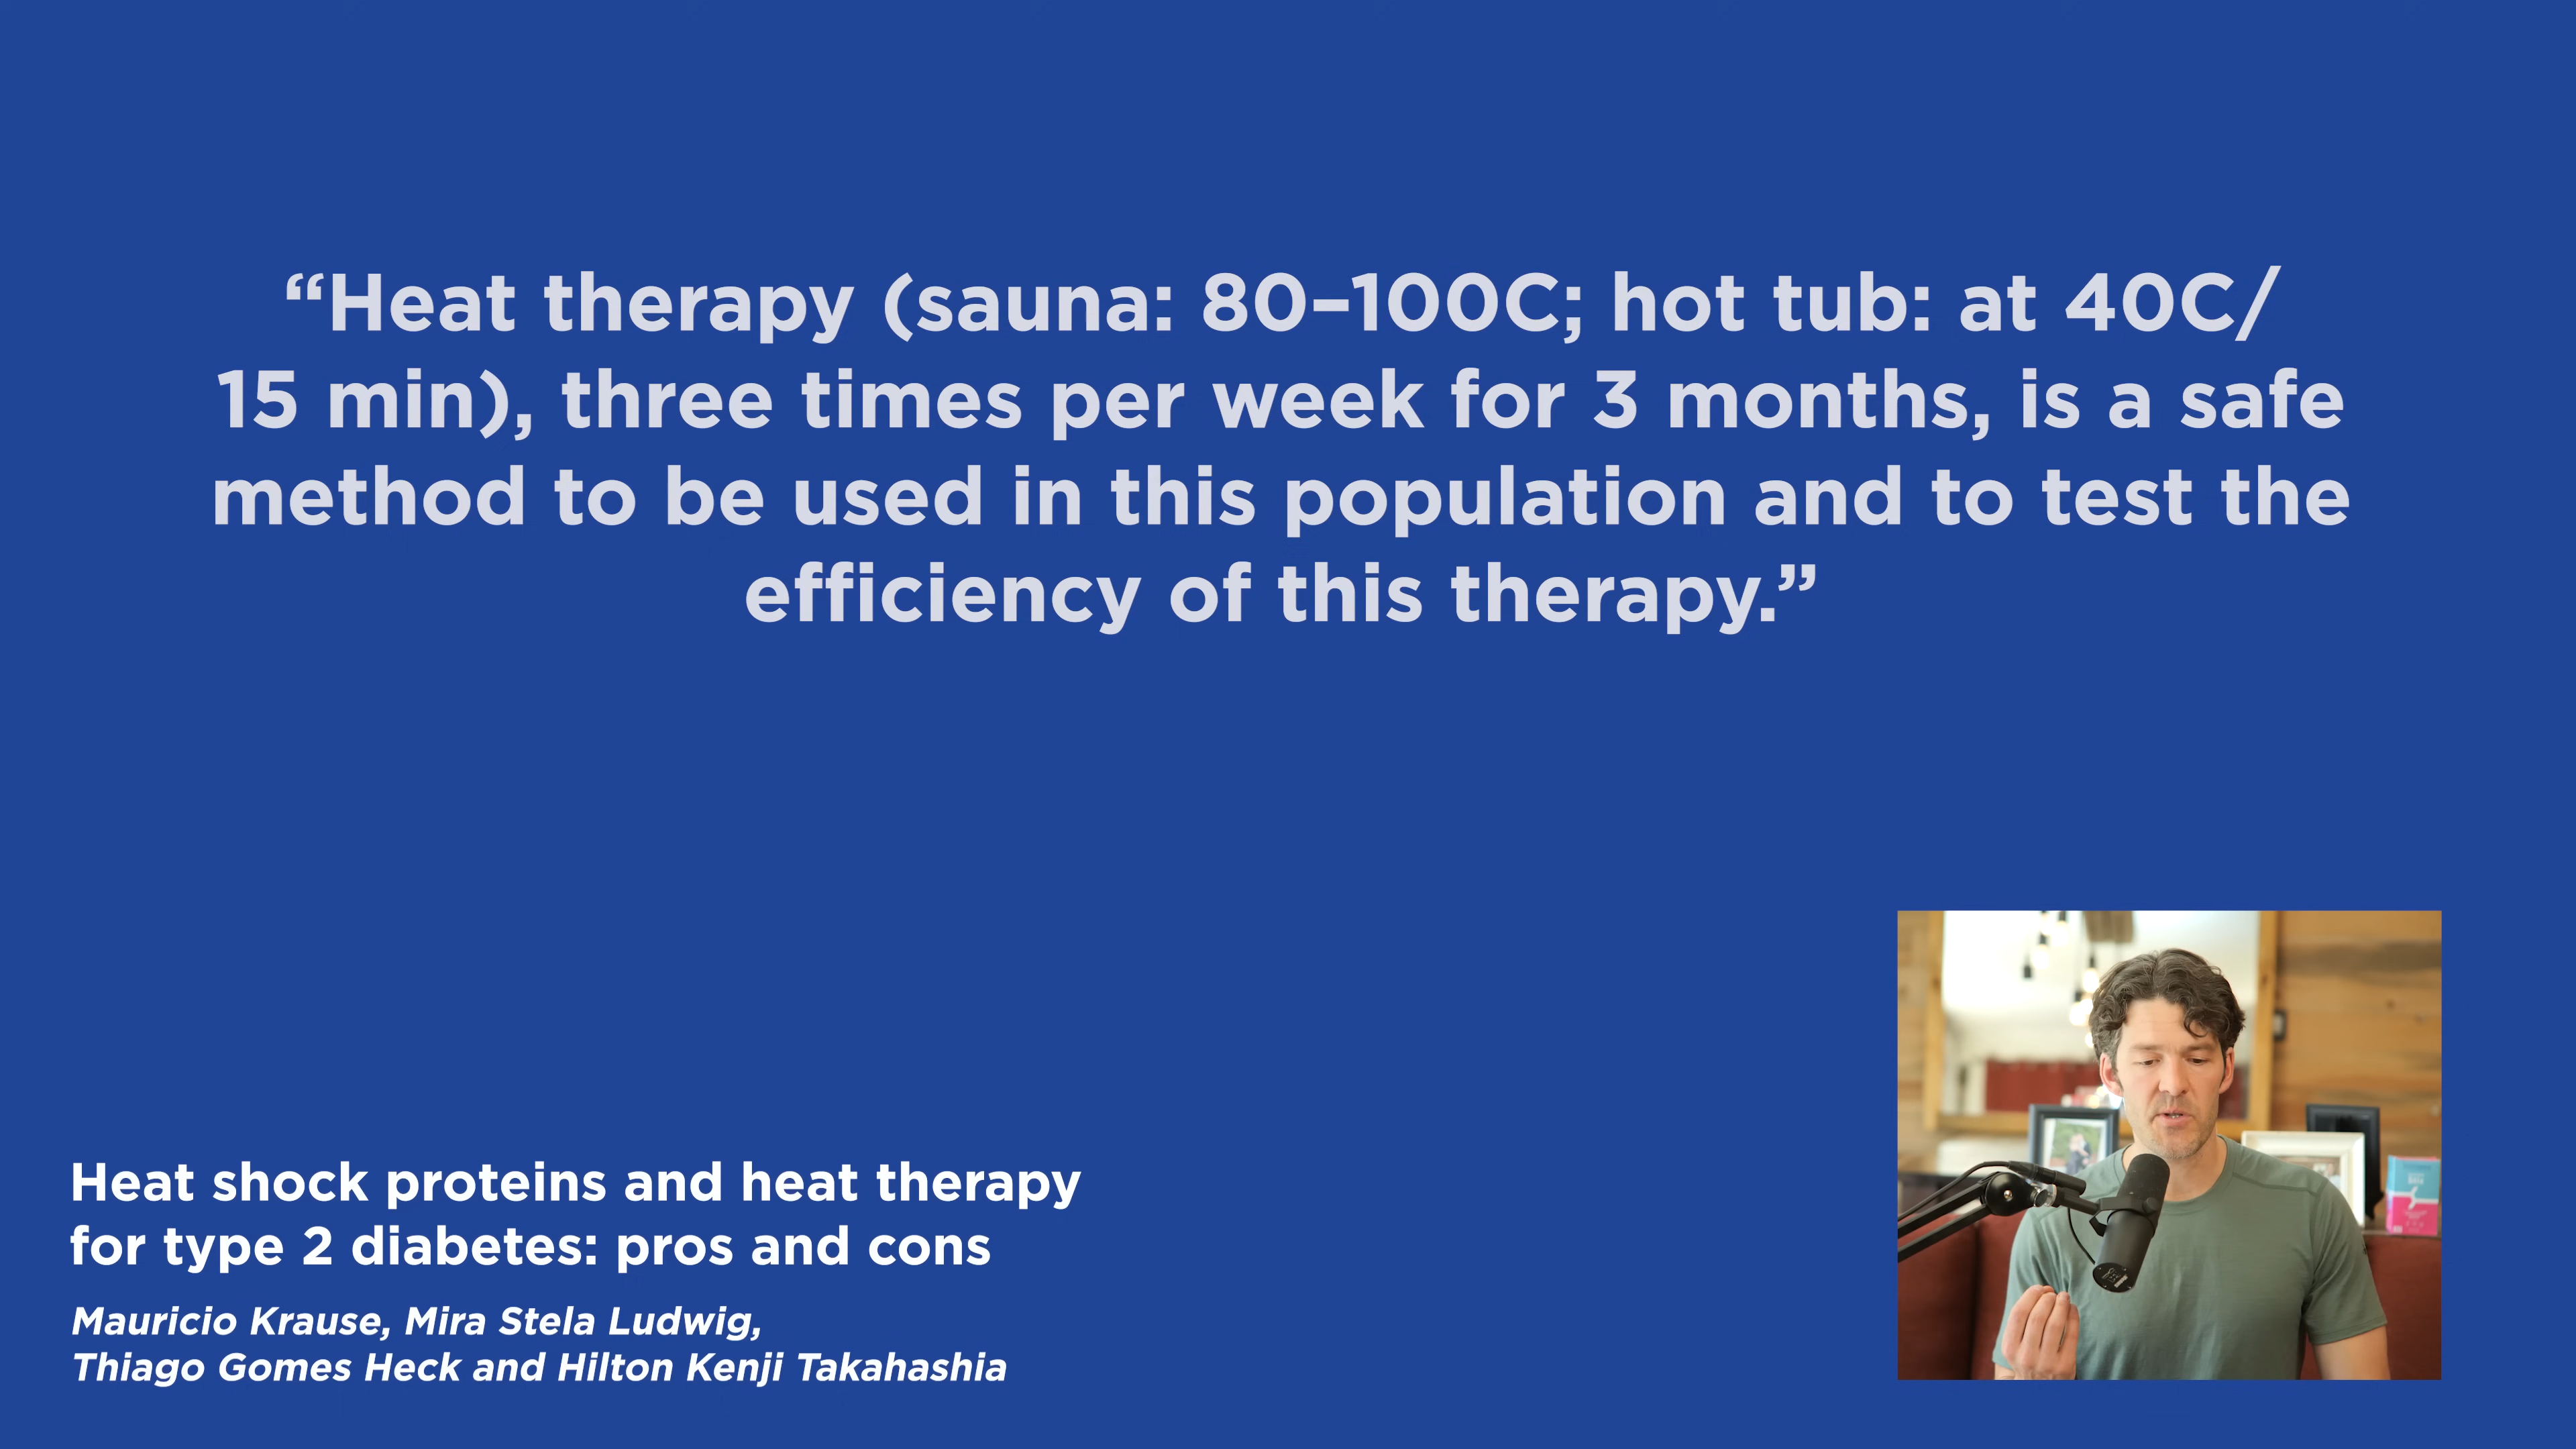 “Heat therapy (sauna: 80–100C; hot tub: at 40C/
15 min), three times per week for 3 months, is a safe
method to be used in this population and to test the
efficiency of this therapy.”
Heat shock proteins and heat therapy
for type 2 diabetes: pros and cons
Mauricio Krause, Mira Stela Ludwig,
Thiago Gomes Heck and Hilton Kenji Takahashia